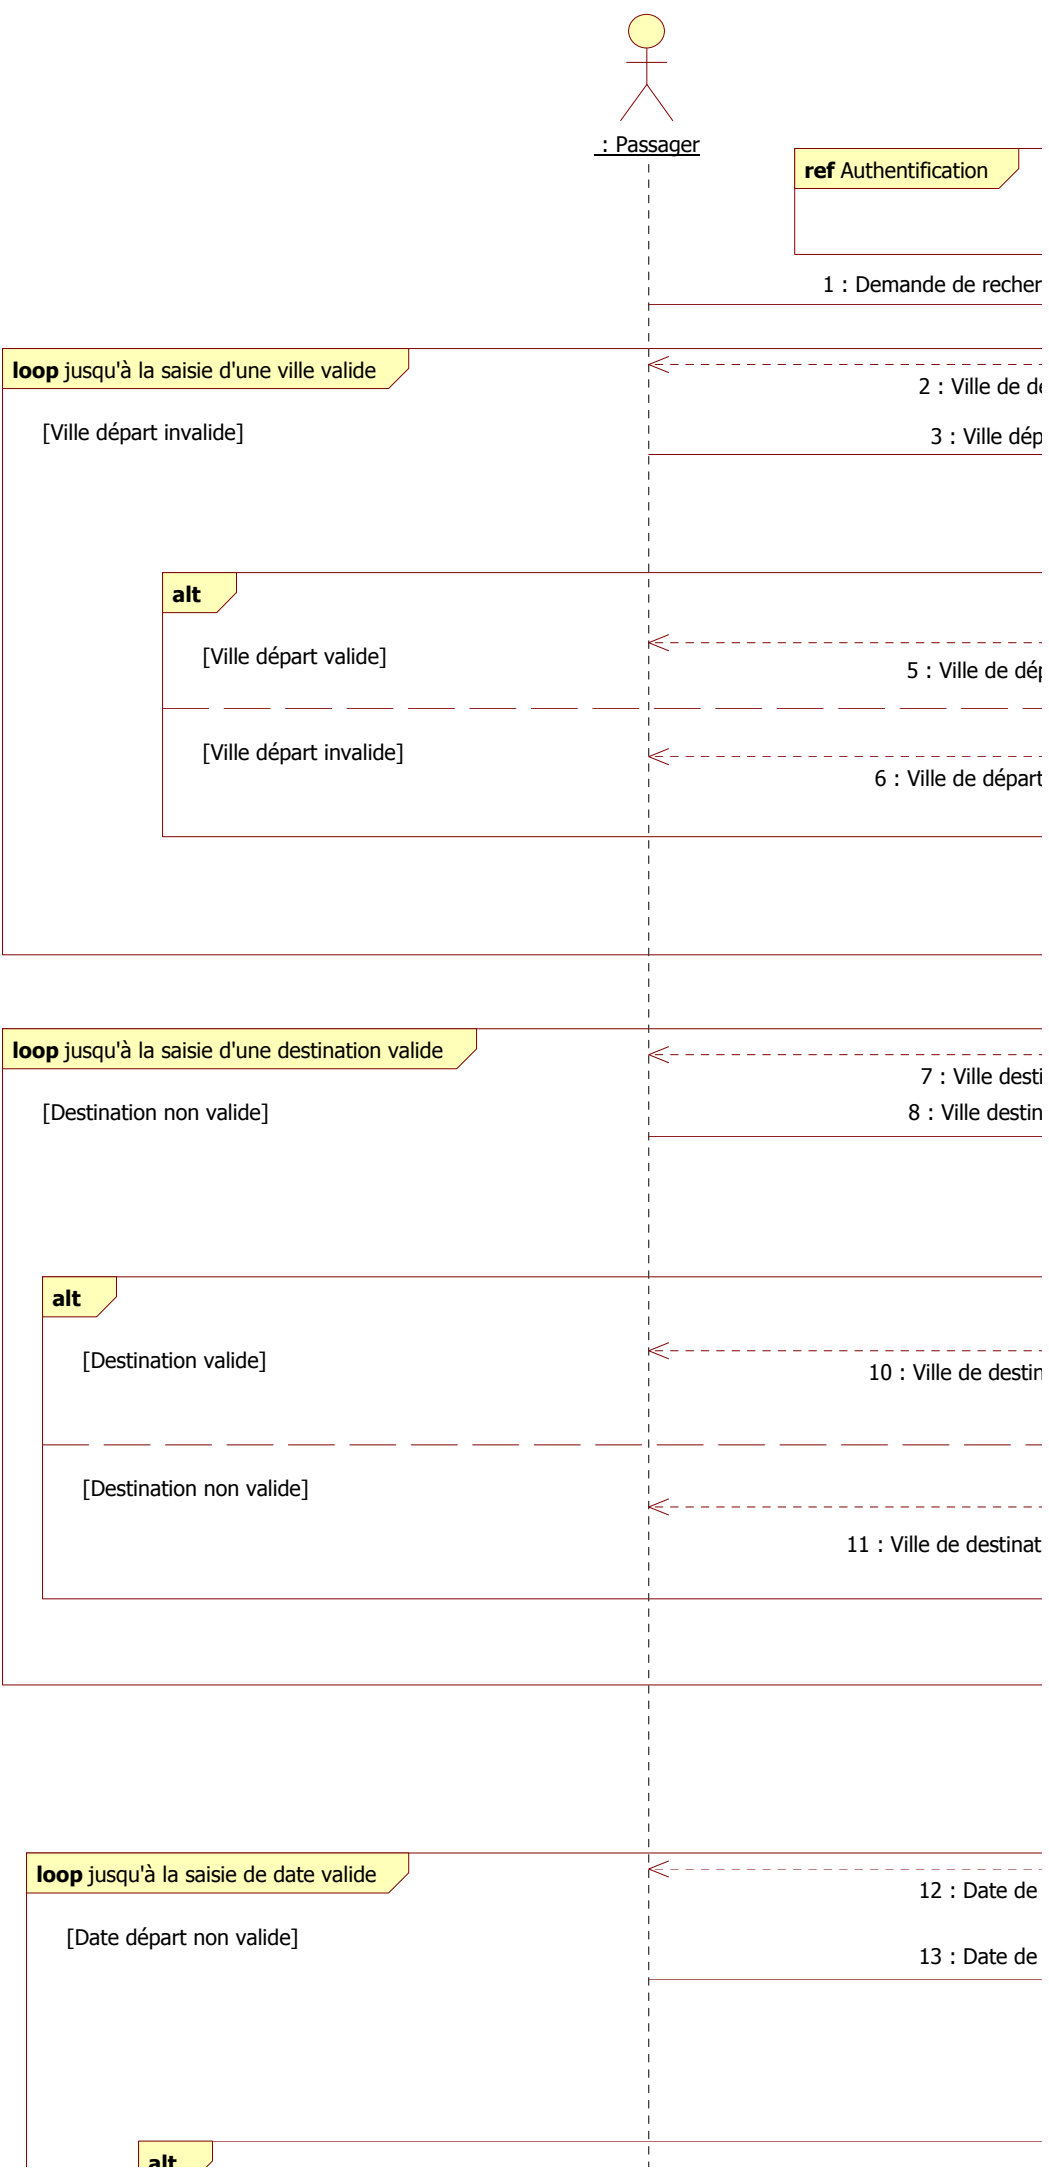 : Passager
ref Authentification
1 : Demande de recher
loop jusqu'à la saisie d'une ville valide
2 : Ville de dé
[Ville départ invalide]
3 : Ville dép
alt
[Ville départ valide]
5 : Ville de dép
[Ville départ invalide]
6 : Ville de départ
loop jusqu'à la saisie d'une destination valide
7 : Ville desti
[Destination non valide]
8 : Ville destin
alt
[Destination valide]
10 : Ville de destin
[Destination non valide]
11 : Ville de destinat
loop jusqu'à la saisie de date valide
12 : Date de
[Date départ non valide]
13 : Date de
alt